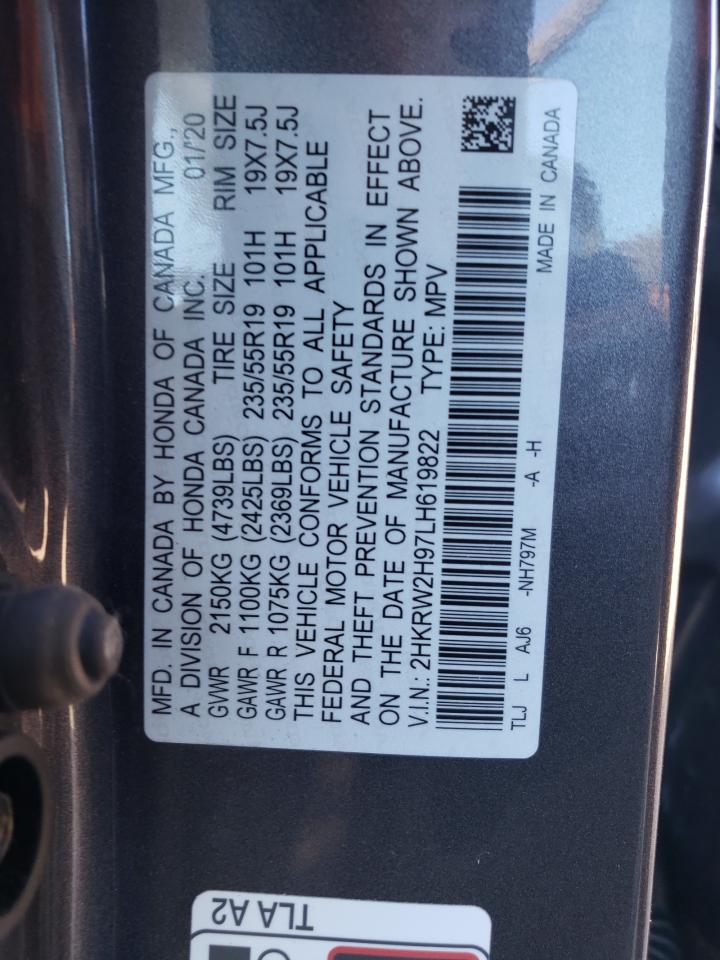 MFD. IN CANADA BY HONDA OF CANADA MFG.,
A DIVISION OF HONDA CANADA INC. 01/'20
GVWR 2150KG (4739LBS) TIRE SIZE RIM SIZE
GAWR F 1100KG (2425LBS) 235/55R19 101H 19X7.5J
GAWR R 1075KG (2369LBS) 235/55R19 101H 19X7.5J
THIS VEHICLE CONFORMS TO ALL APPLICABLE
FEDERAL MOTOR VEHICLE SAFETY
AND THEFT PREVENTION STANDARDS IN EFFECT
ON THE DATE OF MANUFACTURE SHOWN ABOVE.
V.I.N.: 2HKRW2H97LH619822 TYPE: MPV
TLJ L AJ6 -NH797M -A -H
MADE IN CANADA
TLA A2